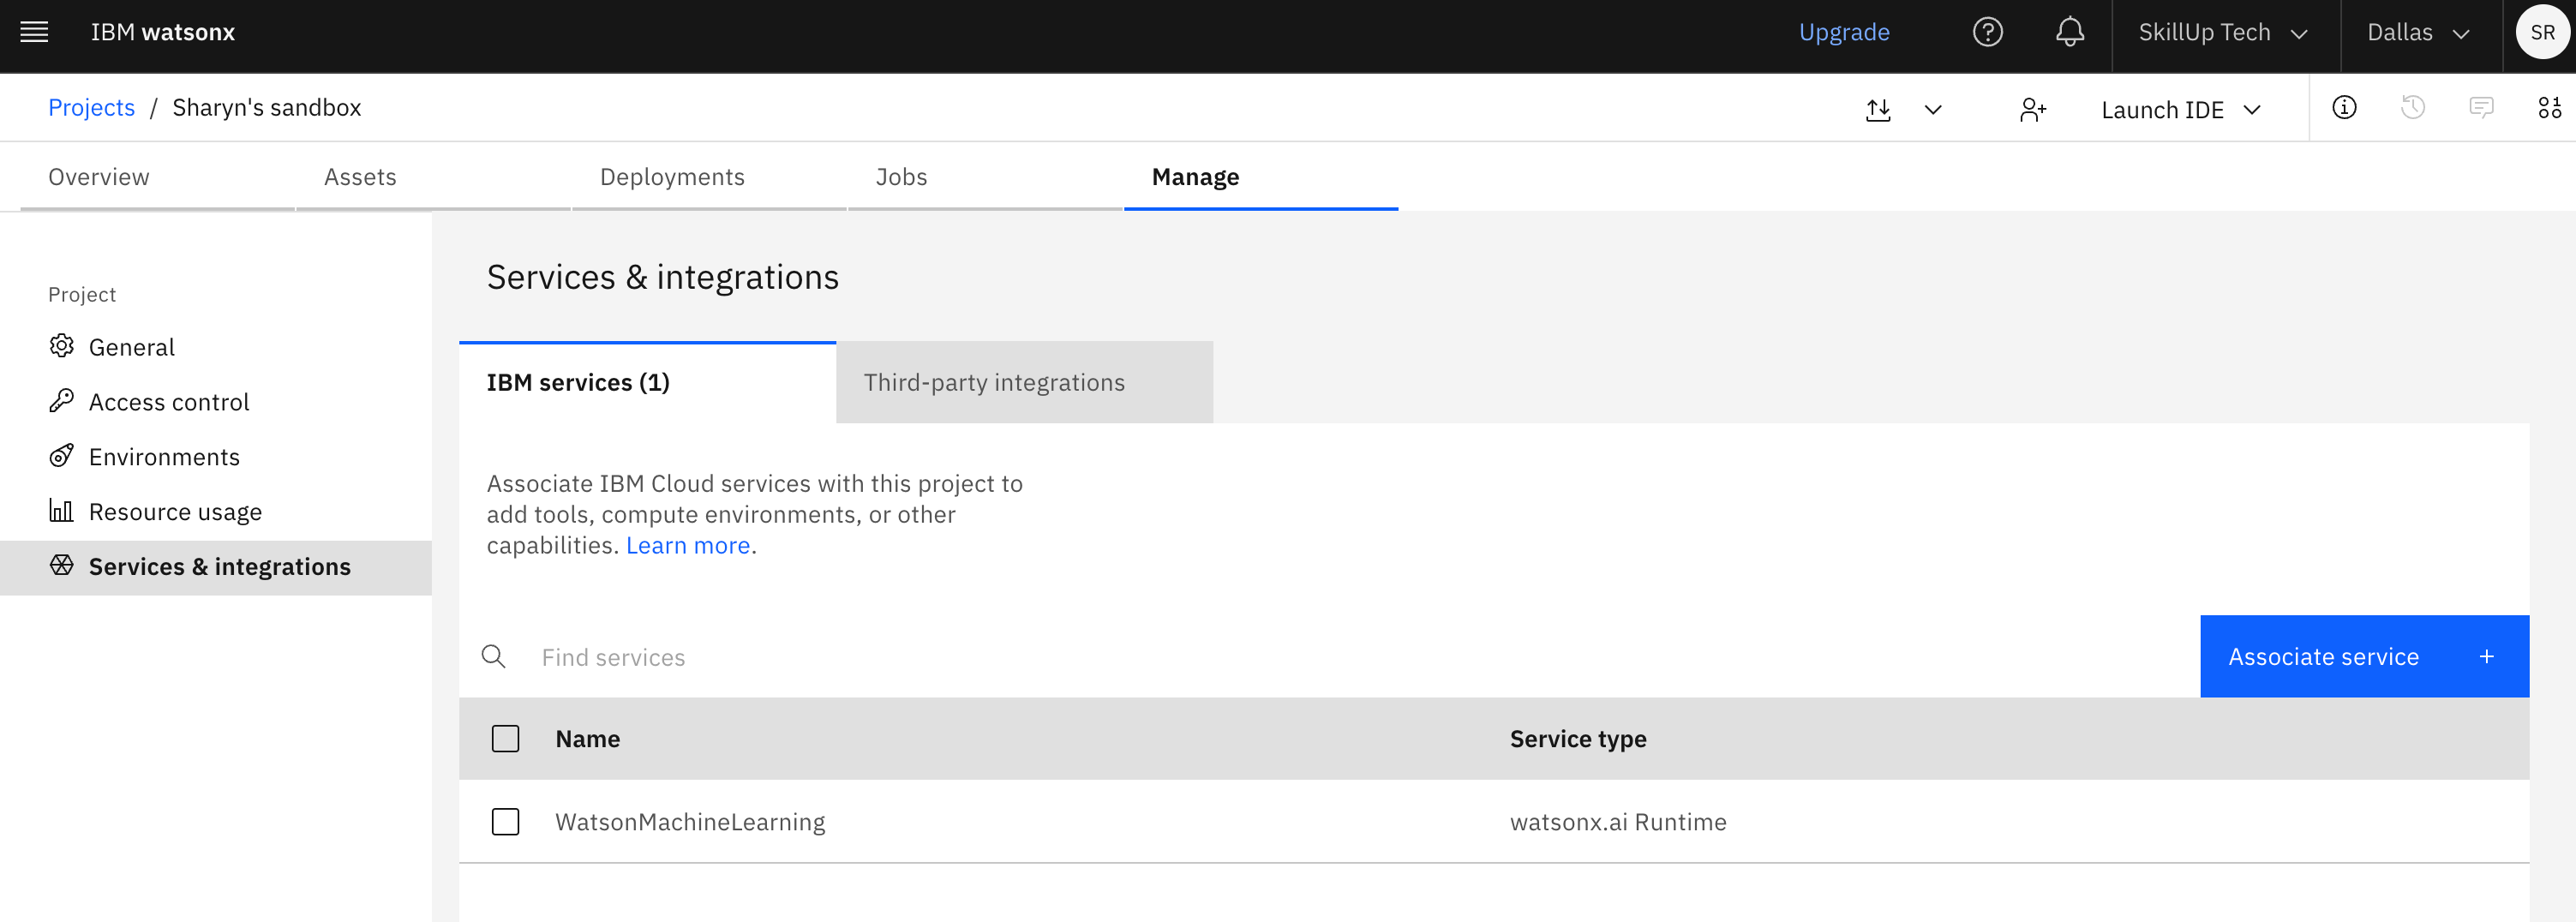 IBM watsonx
Upgrade
SkillUp Tech
Dallas
SR
Projects / Sharyn's sandbox
Launch IDE
Overview
Assets
Deployments
Jobs
Manage
Project
General
Access control
Environments
Resource usage
Services & integrations
Services & integrations
IBM services (1)
Third-party integrations
Associate IBM Cloud services with this project to
add tools, compute environments, or other
capabilities. Learn more.
Find services
Associate service +
Name
Service type
WatsonMachineLearning
watsonx.ai Runtime